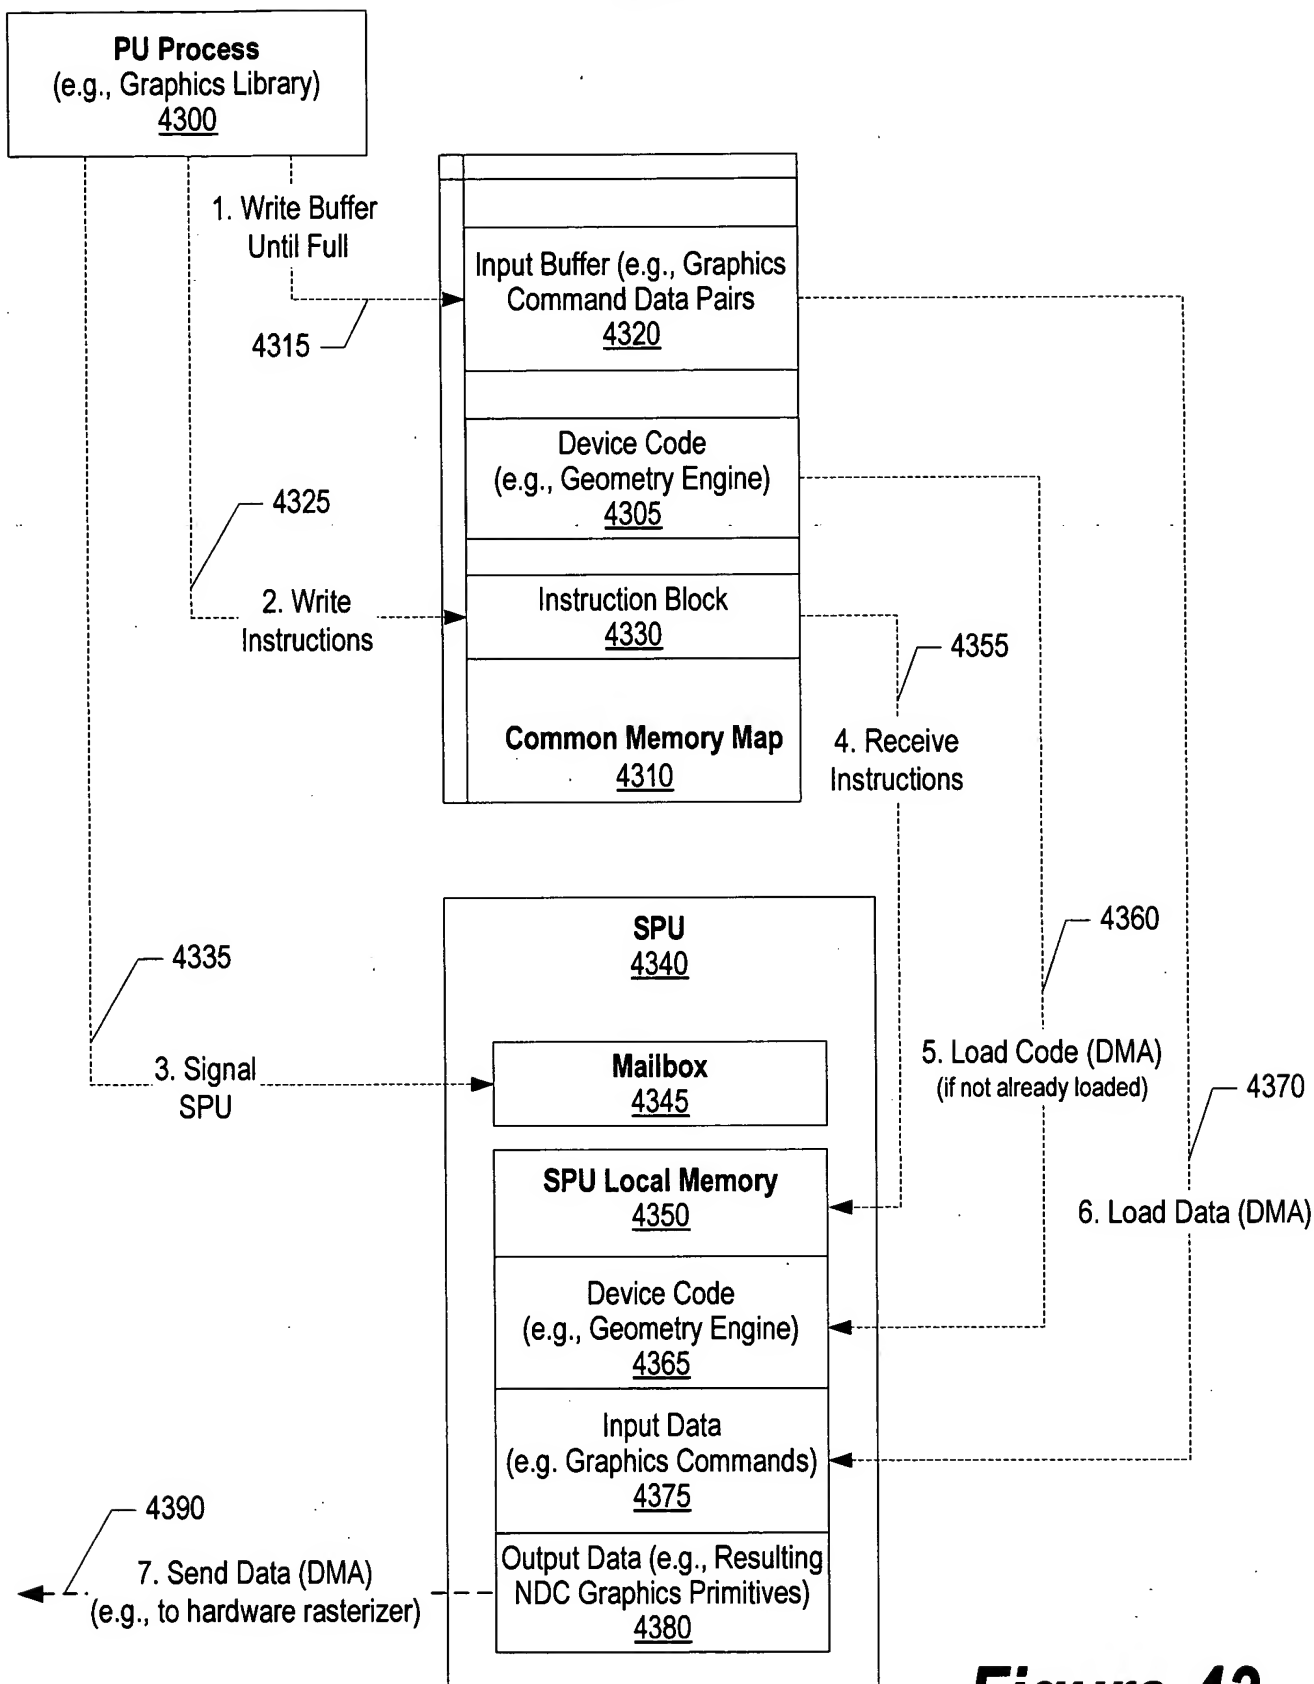 PU Process
(e.g., Graphics Library)
4300
1. Write Buffer
Until Full
4315
Input Buffer (e.g., Graphics
Command Data Pairs
4320
Device Code
(e.g., Geometry Engine)
4305
4325
2. Write
Instructions
Instruction Block
4330
4355
Common Memory Map
4310
4. Receive
Instructions
SPU
4340
4360
4335
3. Signal
SPU
Mailbox
4345
5. Load Code (DMA)
(if not already loaded)
4370
SPU Local Memory
4350
6. Load Data (DMA)
Device Code
(e.g., Geometry Engine)
4365
Input Data
(e.g. Graphics Commands)
4375
4390
7. Send Data (DMA)
(e.g., to hardware rasterizer)
Output Data (e.g., Resulting
NDC Graphics Primitives)
4380
Figure 43